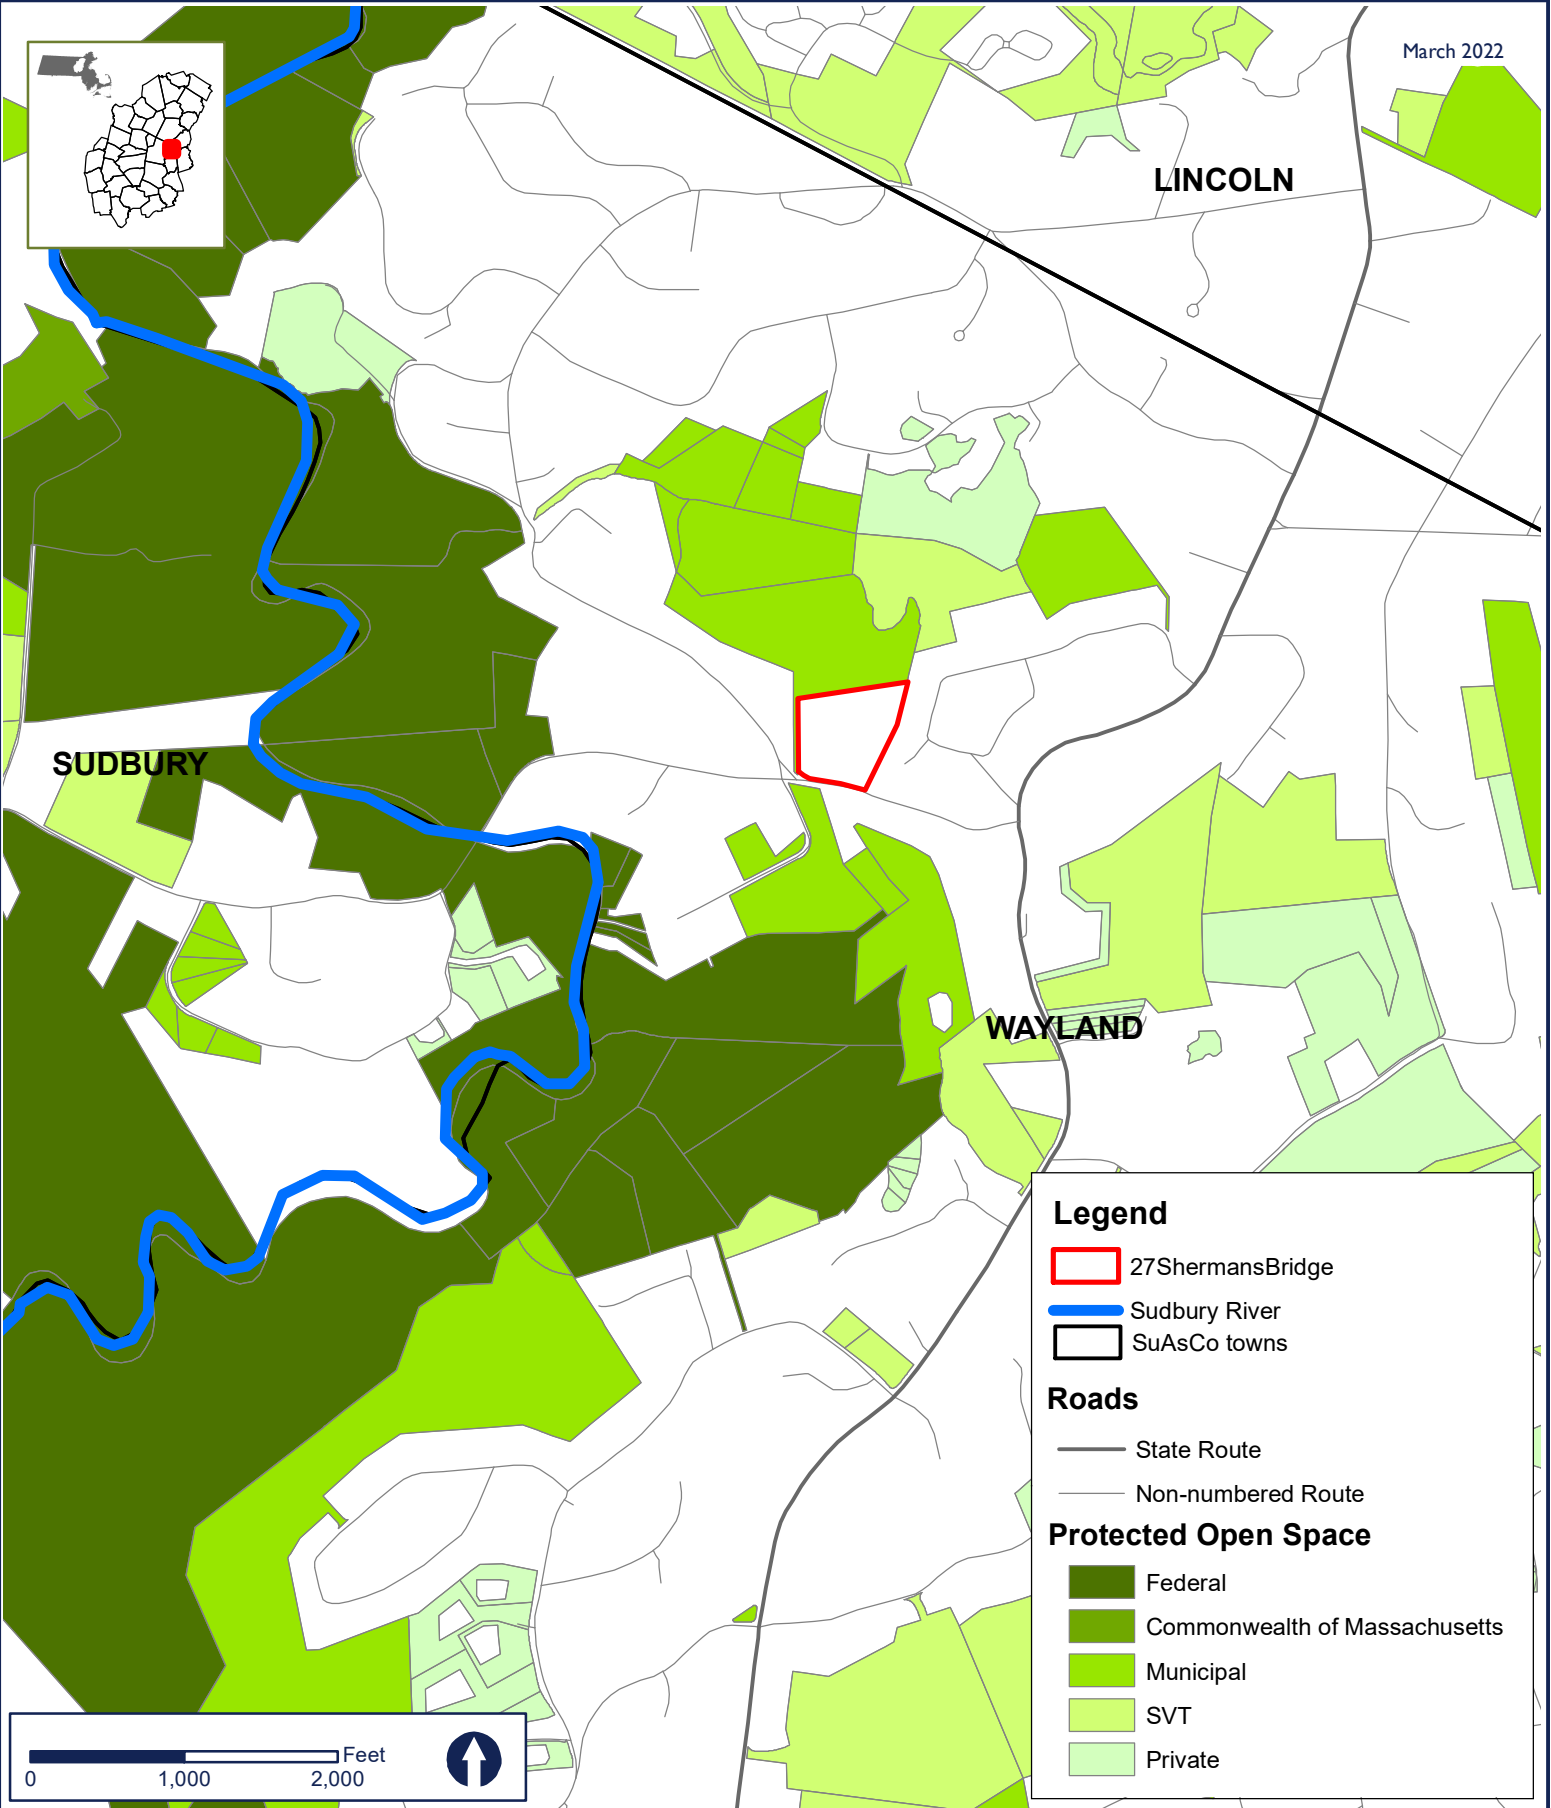 March 2022
LINCOLN
SUDBURY
WAYLAND
Legend
27ShermansBridge
Sudbury River
SuAsCo towns
Roads
State Route
Non-numbered Route
Protected Open Space
Federal
Commonwealth of Massachusetts
Municipal
SVT
Private
Feet
0 1,000 2,000